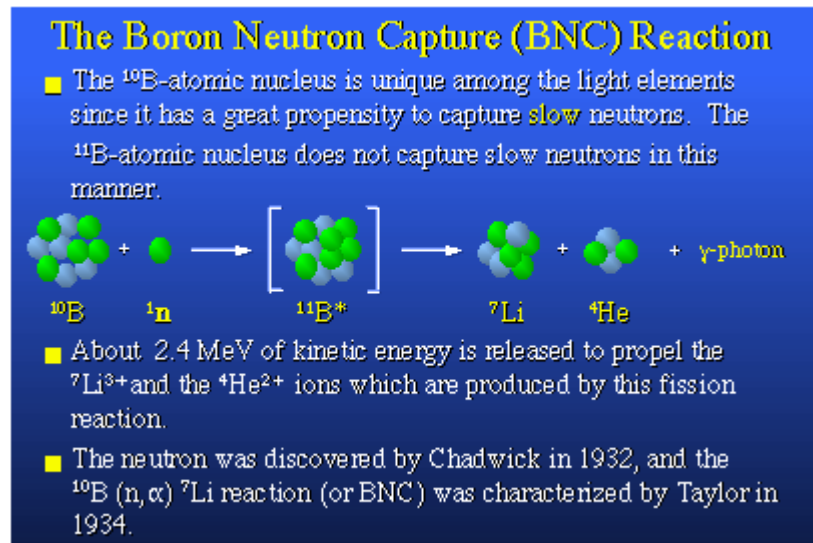 The Boron Neutron Capture (BNC) Reaction
■ The ¹⁰B-atomic nucleus is unique among the light elements
since it has a great propensity to capture slow neutrons. The
¹¹B-atomic nucleus does not capture slow neutrons in this
manner.
+ [ ] + + γ-photon
¹⁰B ¹n ¹¹B* ⁷Li ⁴He
■ About 2.4 MeV of kinetic energy is released to propel the
⁷Li³⁺ and the ⁴He²⁺ ions which are produced by this fission
reaction.
■ The neutron was discovered by Chadwick in 1932, and the
¹⁰B (n, α) ⁷Li reaction (or BNC) was characterized by Taylor in
1934.